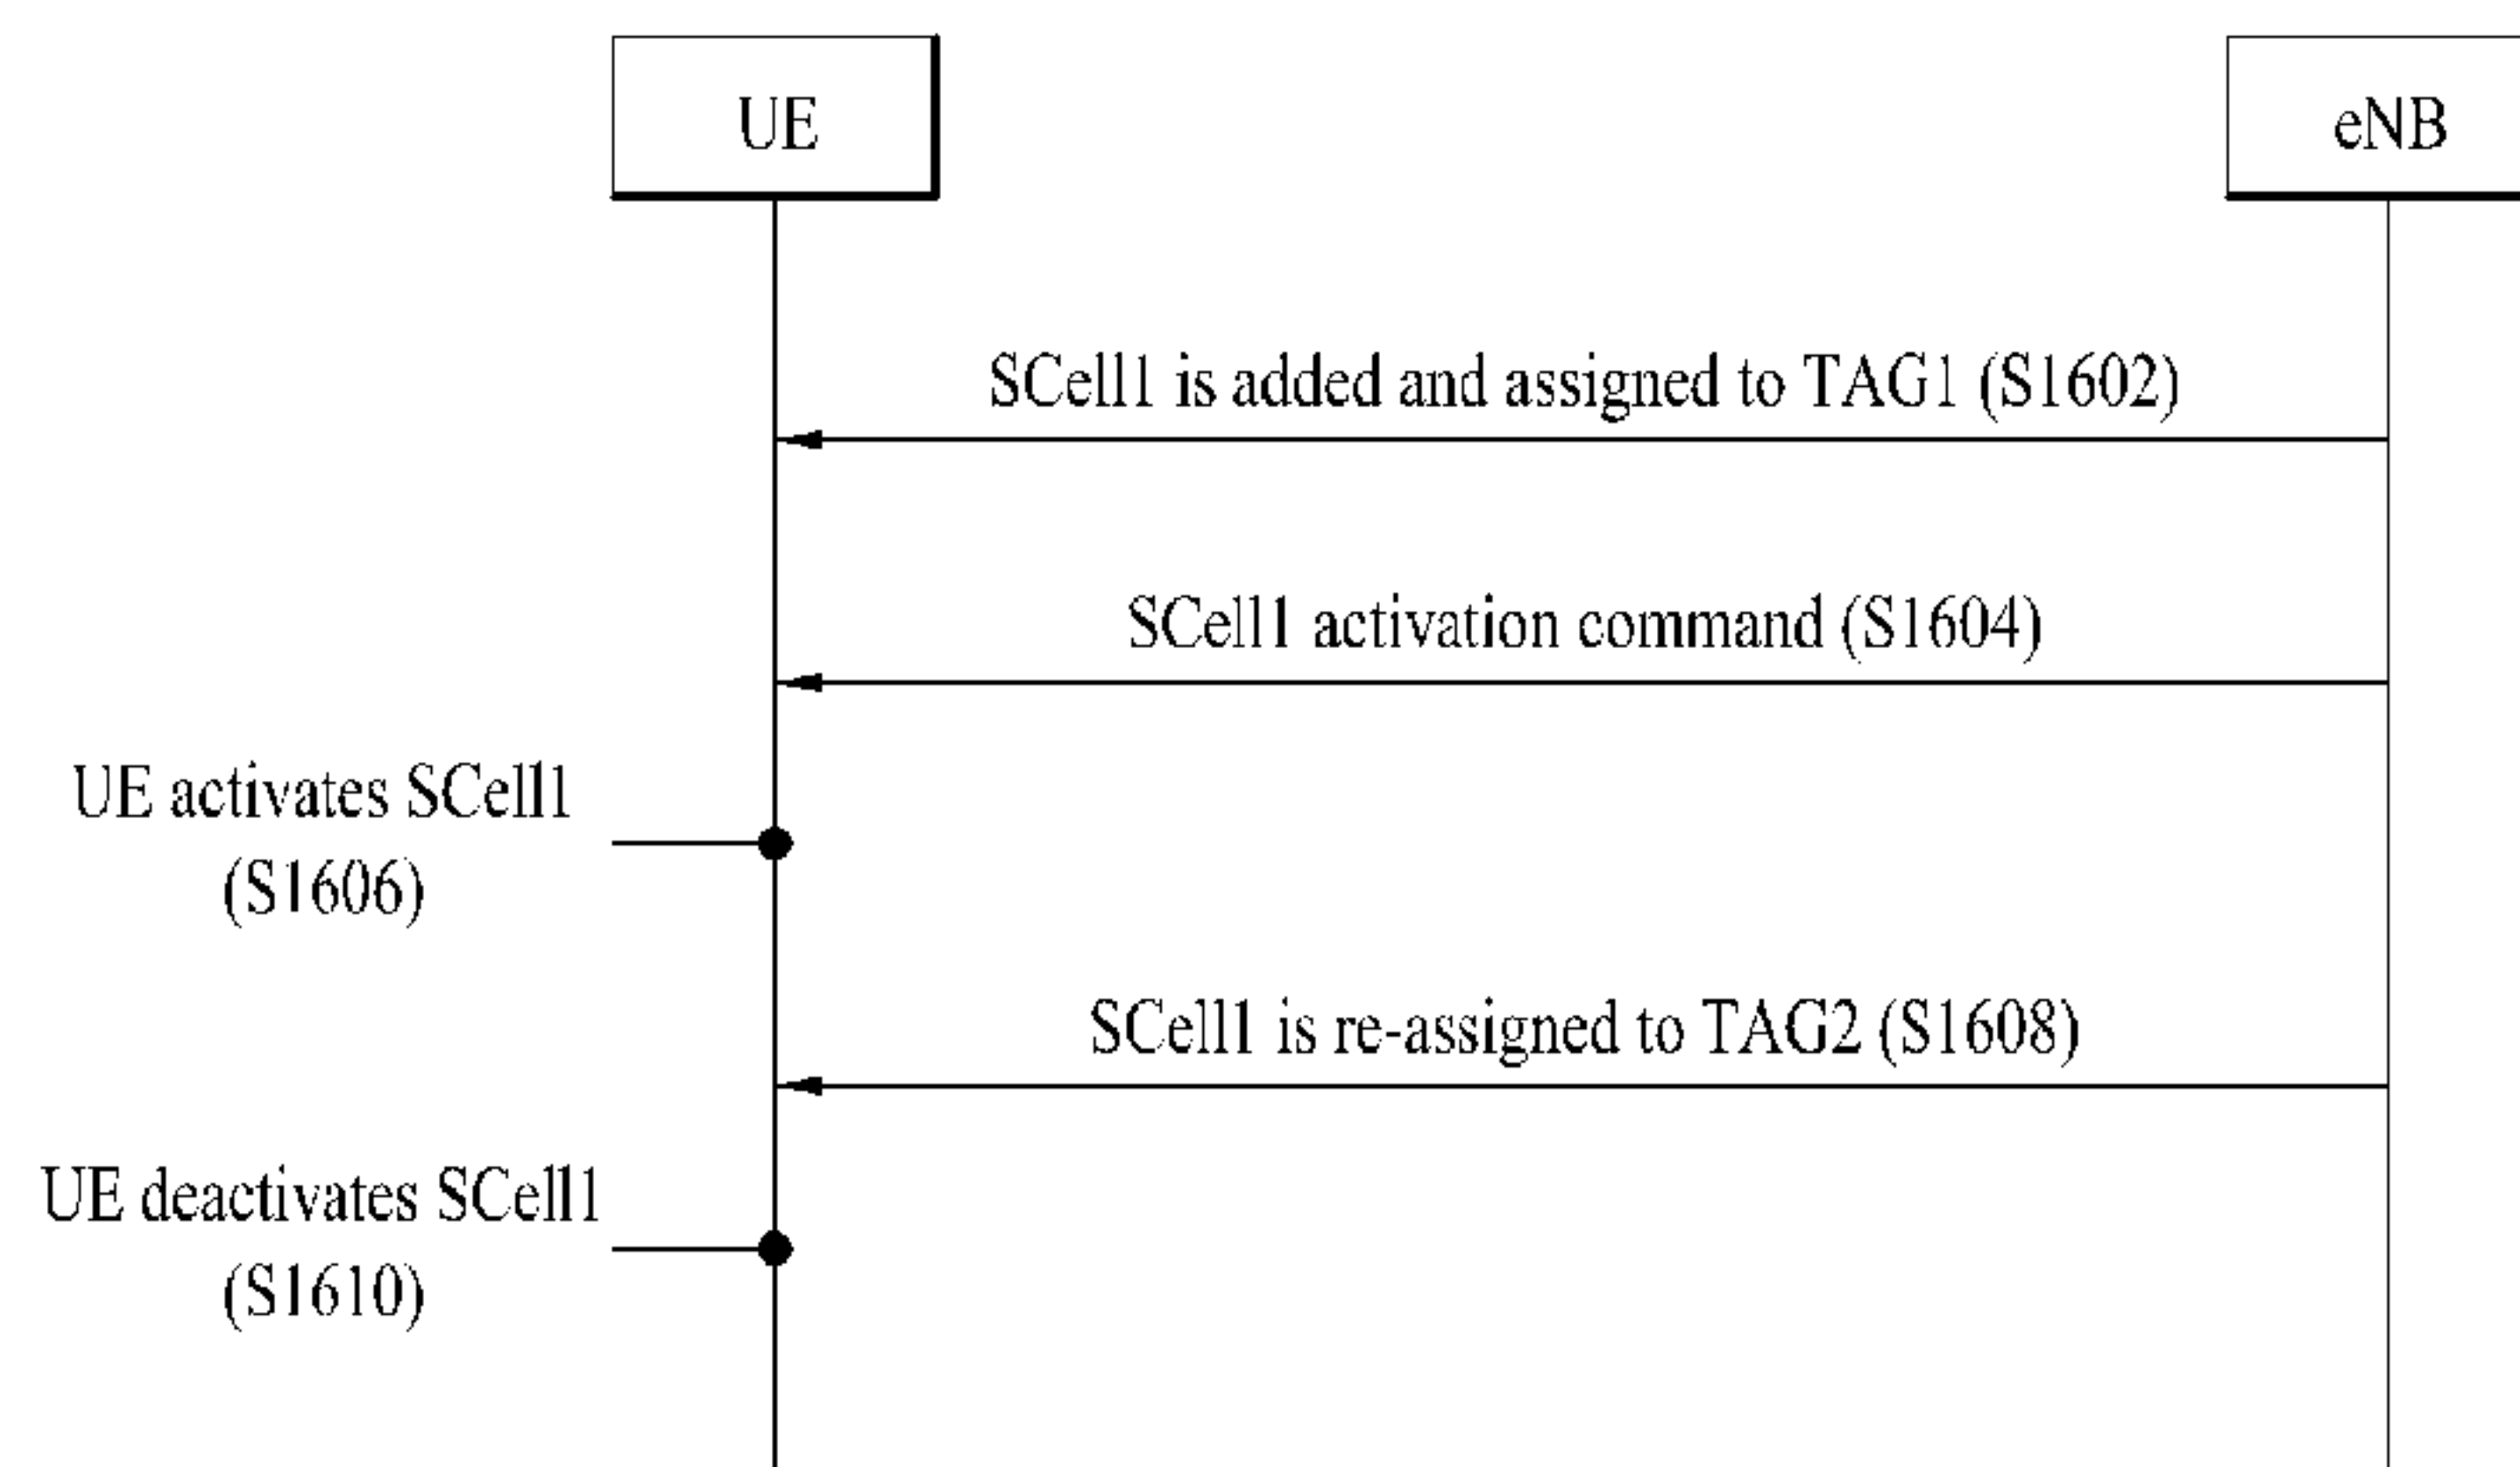 UE
eNB
SCell1 is added and assigned to TAG1 (S1602)
SCell1 activation command (S1604)
UE activates SCell1
(S1606)
SCell1 is re-assigned to TAG2 (S1608)
UE deactivates SCell1
(S1610)